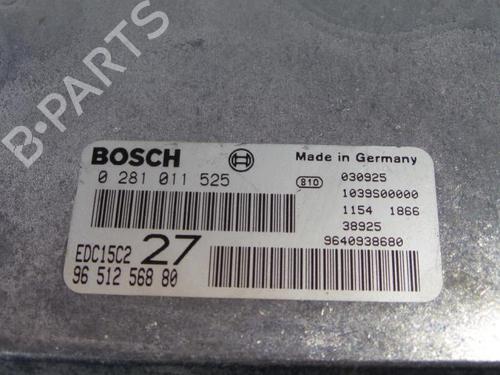 B-PARTS
BOSCH
0 281 011 525
EDC15C2 27
96 512 568 80
Made in Germany
810 030925
1039S00000
1154 1866
38925
9640938680